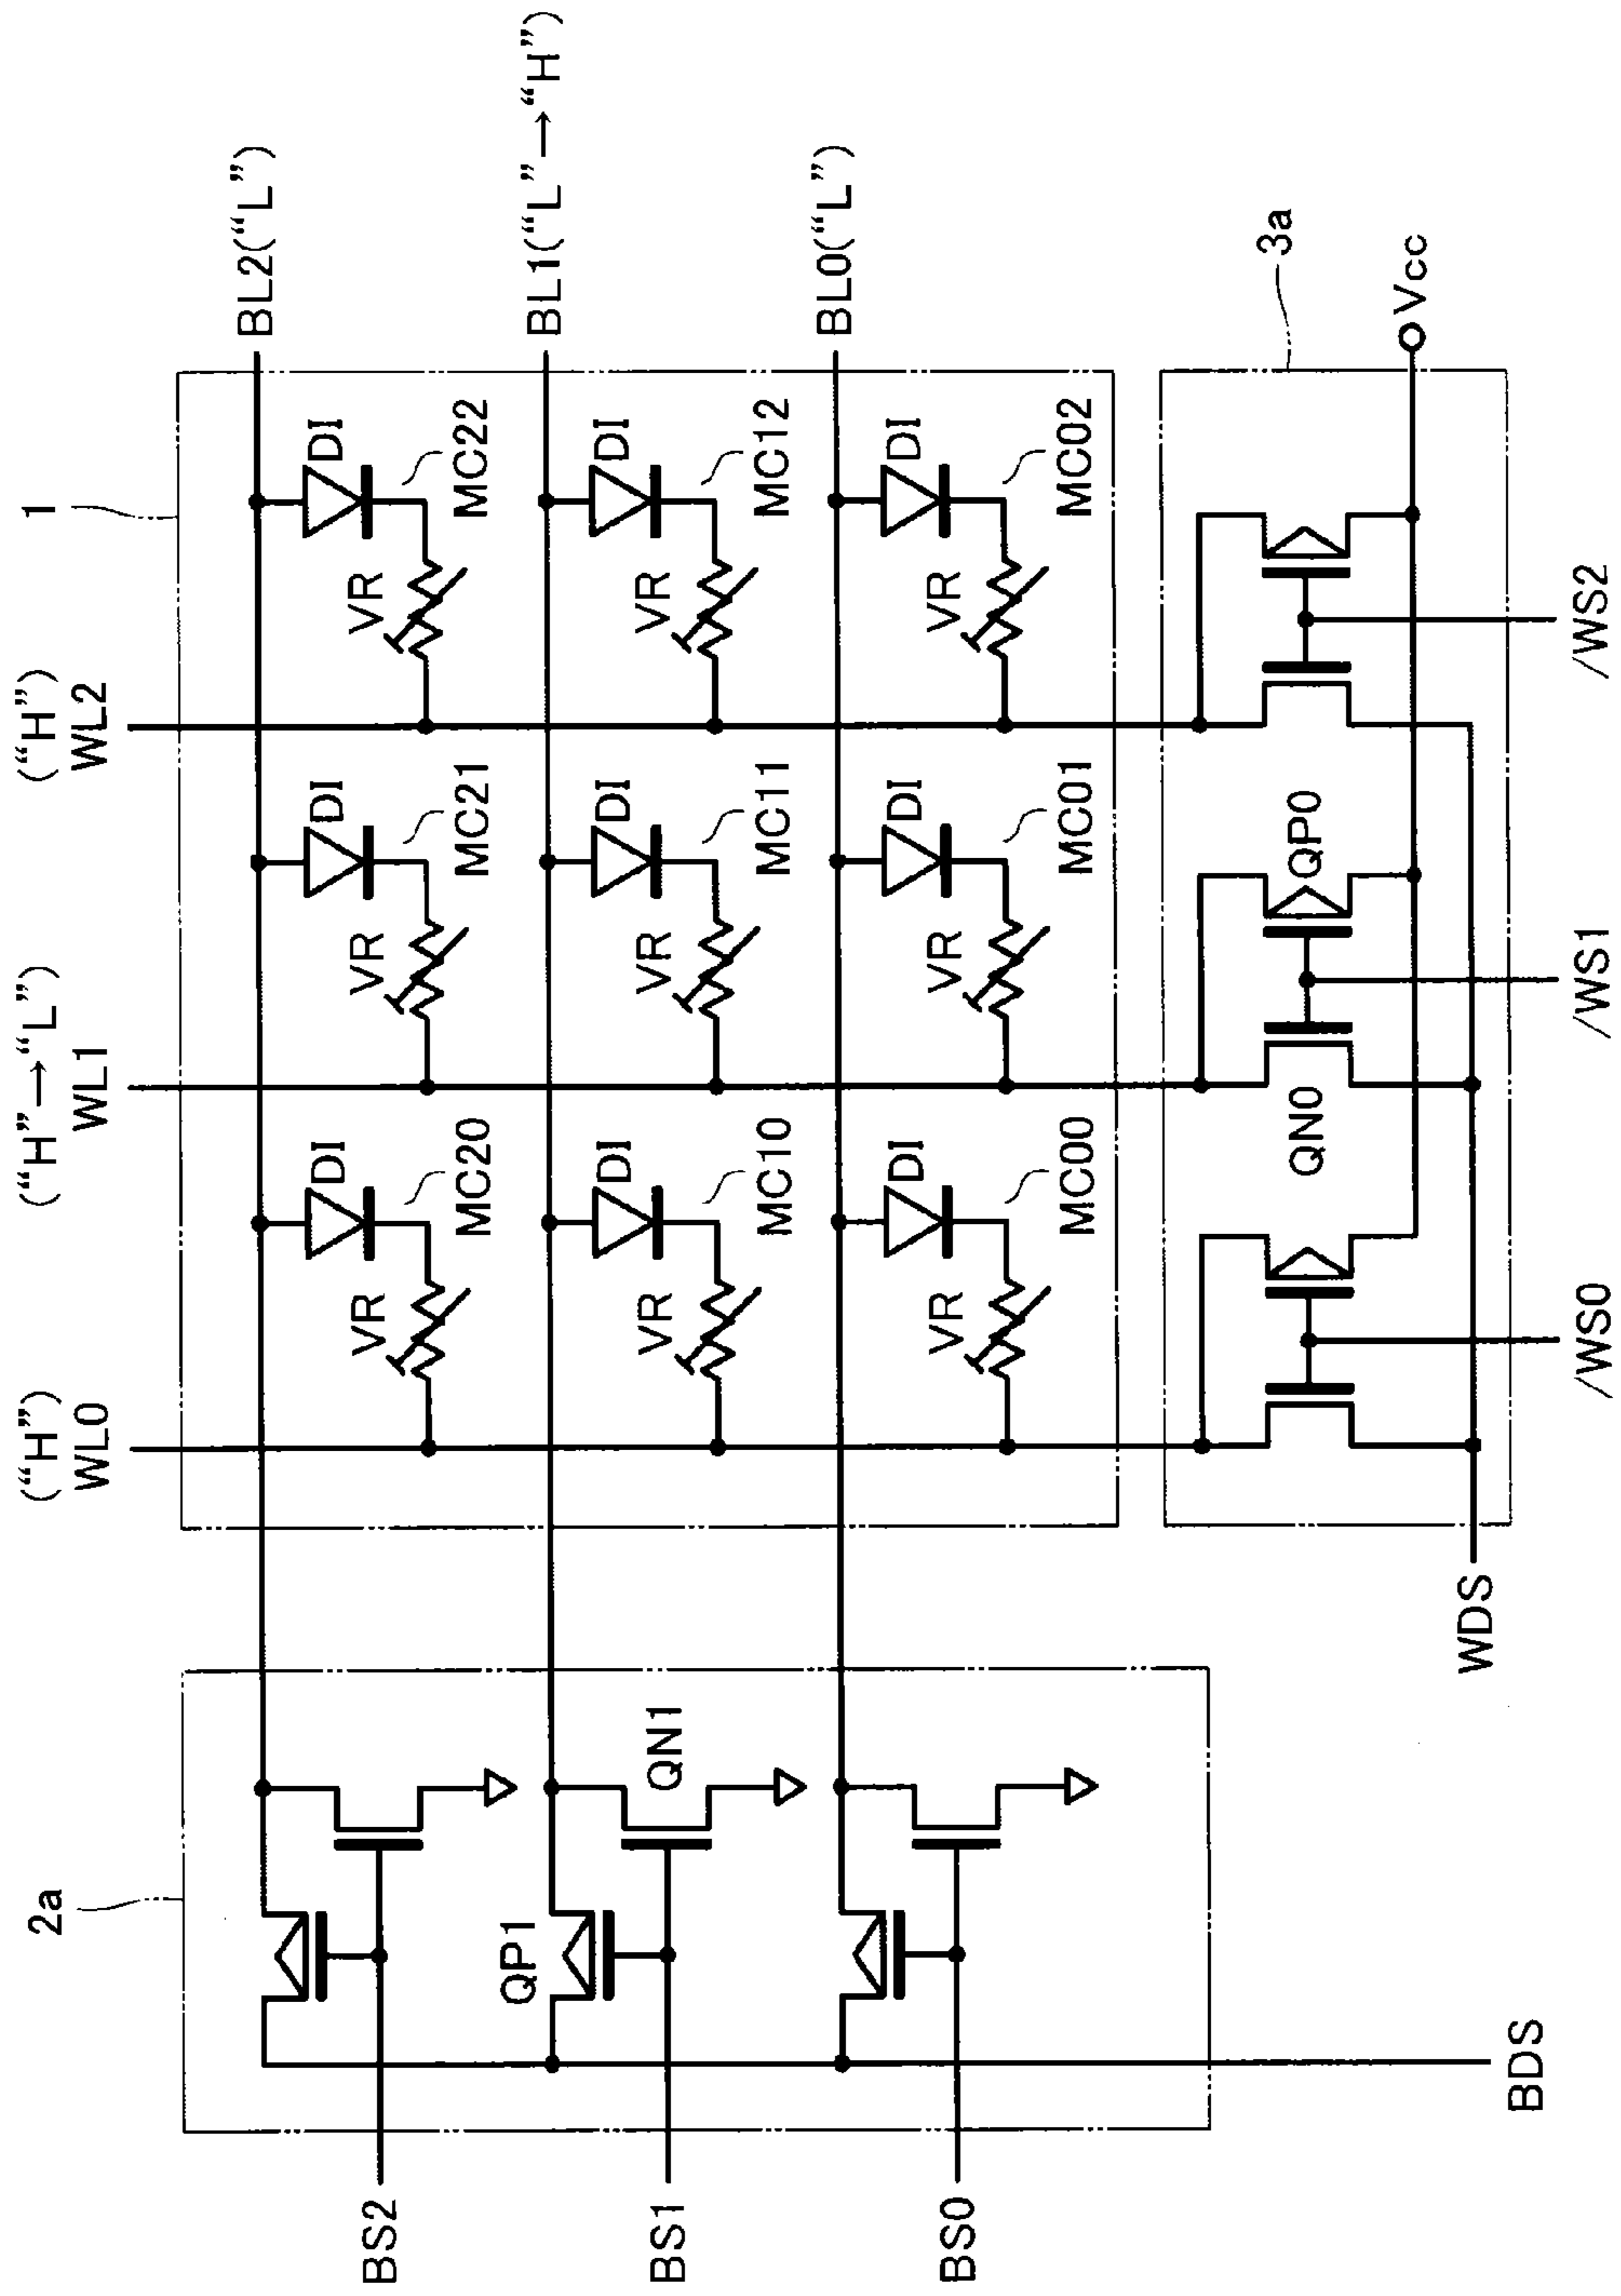 2a
("H")
("H"→"L")
("H")
1
WL0
WL1
WL2
BL2("L")
DI
DI
DI
VR
VR
VR
BS2
MC20
MC21
MC22
QP1
BL1("L"→"H")
DI
DI
DI
QN1
VR
VR
VR
BS1
MC10
MC11
MC12
BL0("L")
DI
DI
DI
VR
VR
VR
BS0
MC00
MC01
MC02
3a
QN0
QP0
Vcc
WDS
BDS
/WS0
/WS1
/WS2